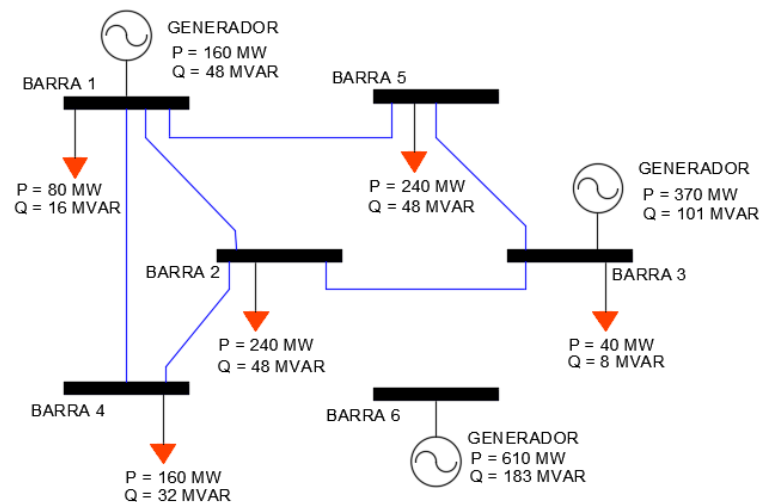 GENERADOR
P = 160 MW
Q = 48 MVAR
BARRA 1
BARRA 5
P = 80 MW
Q = 16 MVAR
P = 240 MW
Q = 48 MVAR
GENERADOR
P = 370 MW
Q = 101 MVAR
BARRA 2
BARRA 3
P = 240 MW
Q = 48 MVAR
P = 40 MW
Q = 8 MVAR
BARRA 4
BARRA 6
GENERADOR
P = 610 MW
Q = 183 MVAR
P = 160 MW
Q = 32 MVAR